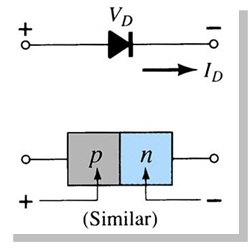 V_D
+ −
I_D
p n
+ −
(Similar)